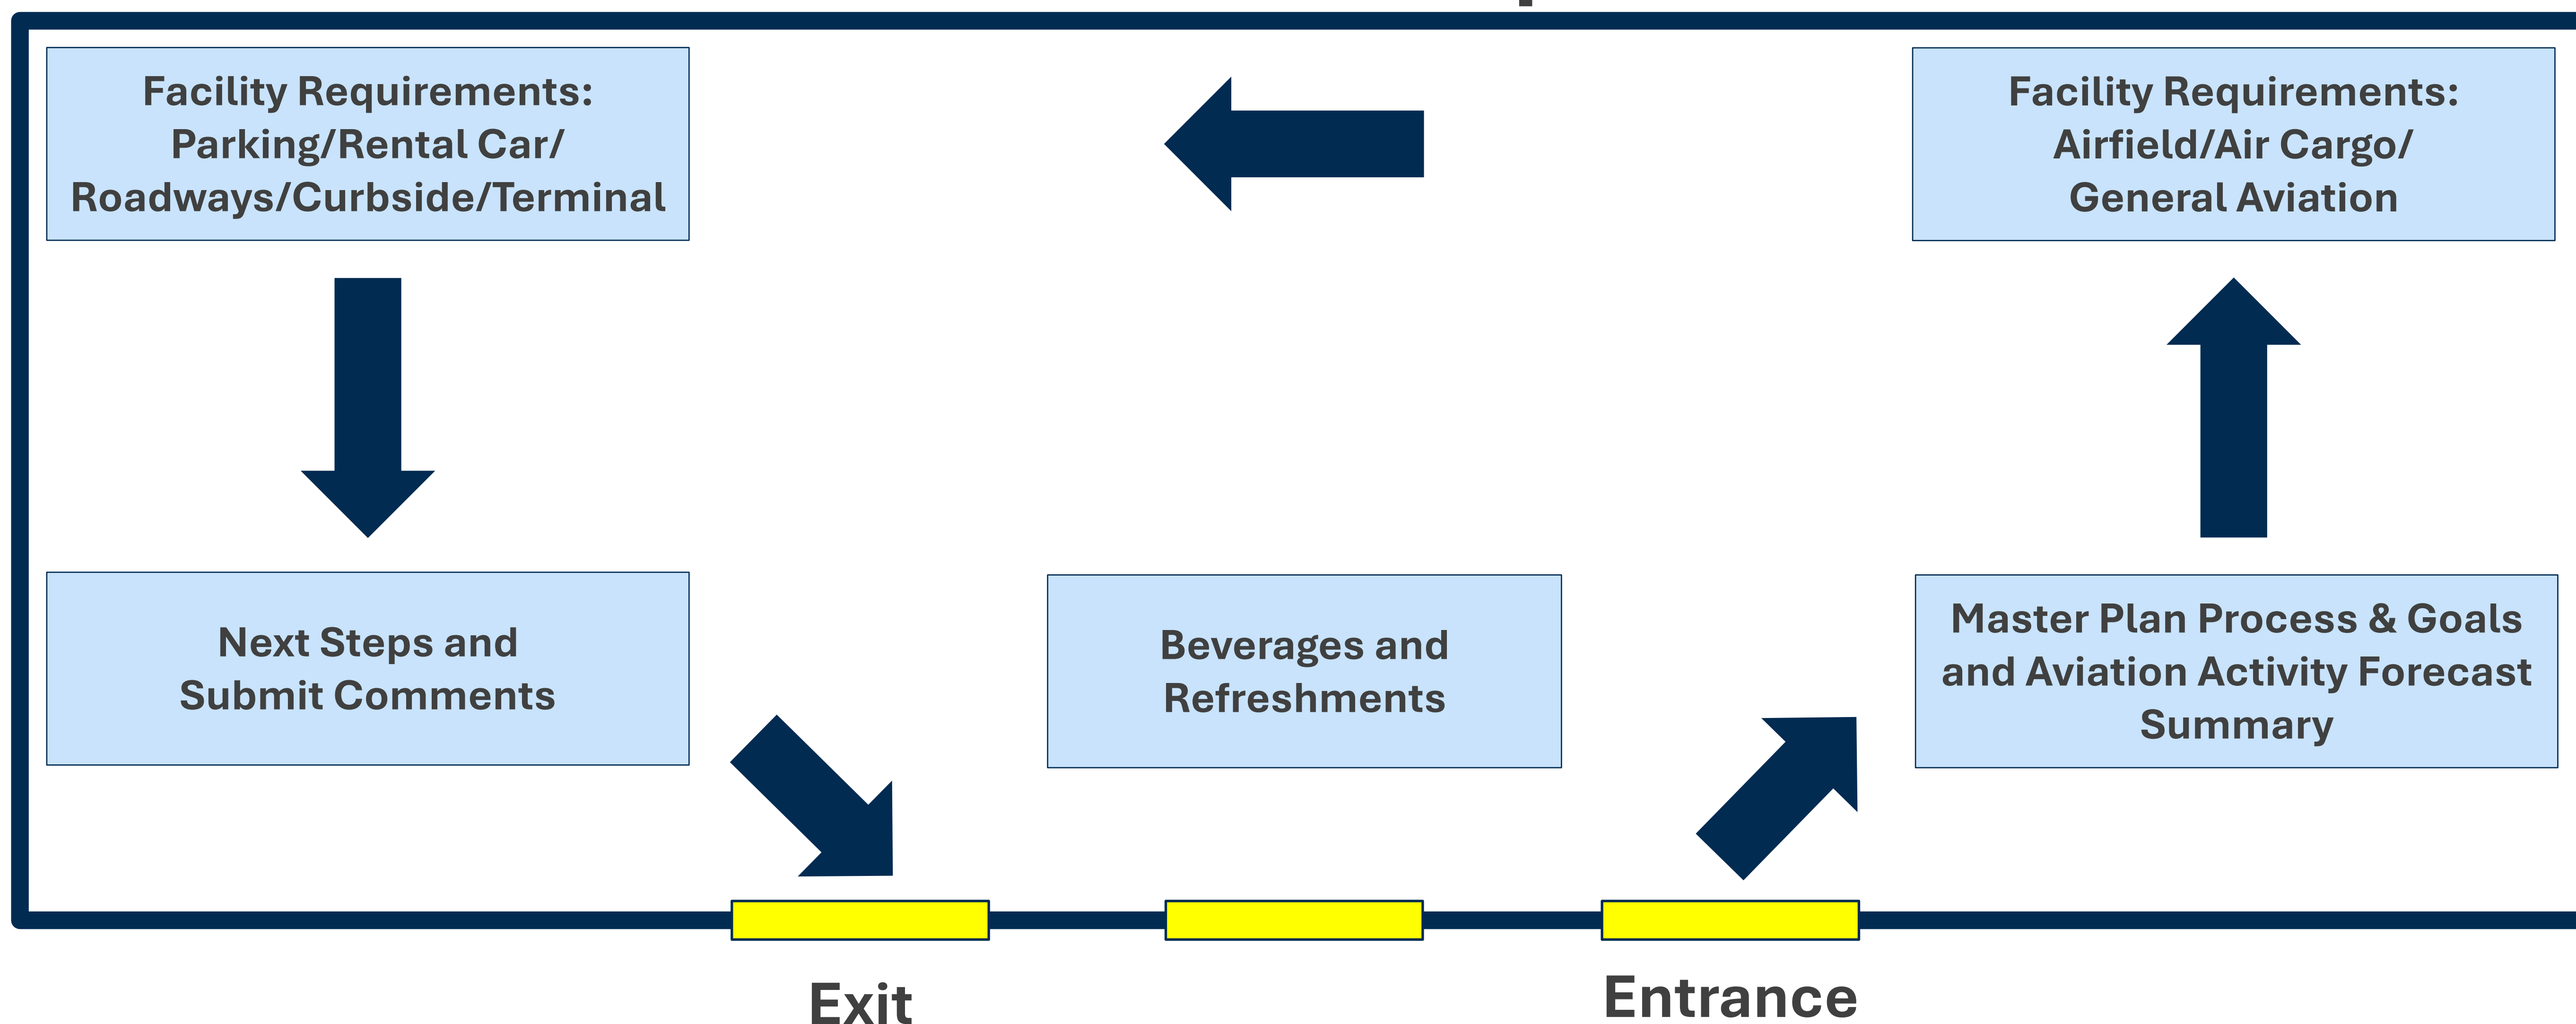 Facility Requirements:
Parking/Rental Car/
Roadways/Curbside/Terminal
Facility Requirements:
Airfield/Air Cargo/
General Aviation
Next Steps and
Submit Comments
Beverages and
Refreshments
Master Plan Process & Goals
and Aviation Activity Forecast
Summary
Exit
Entrance